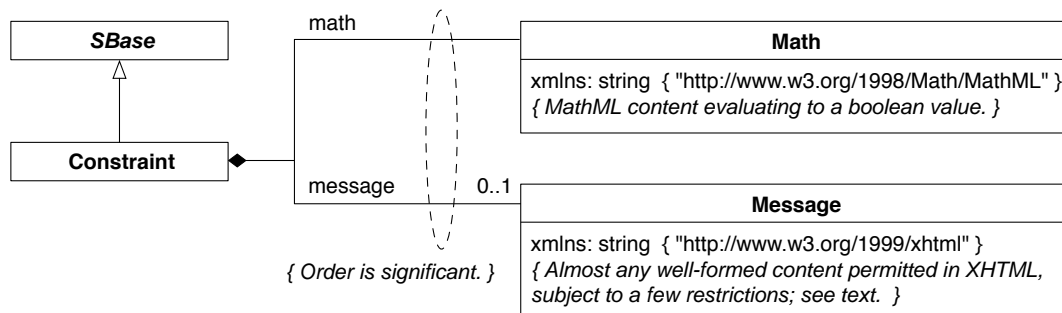 math
SBase
Math
xmlns: string { "http://www.w3.org/1998/Math/MathML" }
{ MathML content evaluating to a boolean value. }
Constraint
message
0..1
Message
xmlns: string { "http://www.w3.org/1999/xhtml" }
{ Order is significant. }
{ Almost any well-formed content permitted in XHTML,
subject to a few restrictions; see text. }